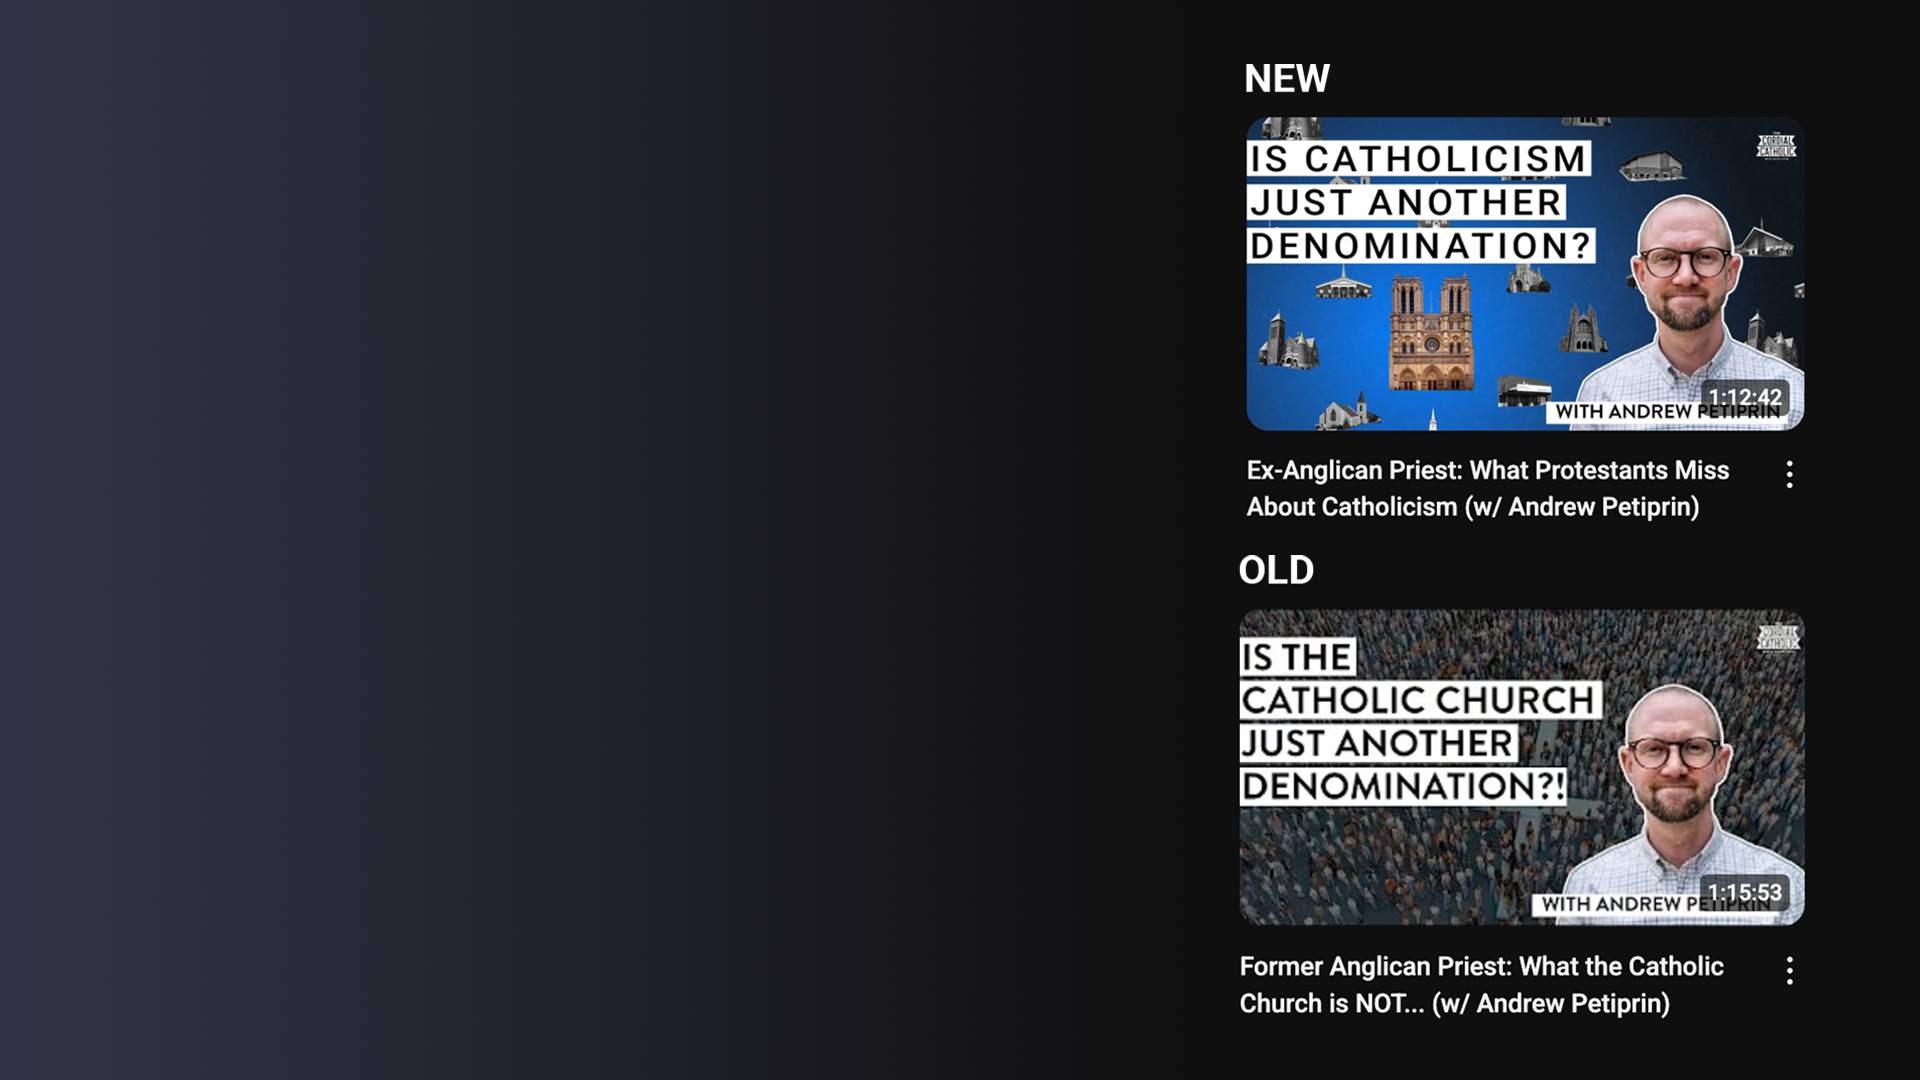 NEW
IS CATHOLICISM
JUST ANOTHER
DENOMINATION?
THE
CORDIAL
CATHOLIC
WITH ANDREW PETIPRIN
1:12:42
Ex-Anglican Priest: What Protestants Miss
About Catholicism (w/ Andrew Petiprin)
OLD
IS THE
CATHOLIC CHURCH
JUST ANOTHER
DENOMINATION?!
CORDIAL
CATHOLIC
WITH ANDREW PETIPRIN
1:15:53
Former Anglican Priest: What the Catholic
Church is NOT... (w/ Andrew Petiprin)